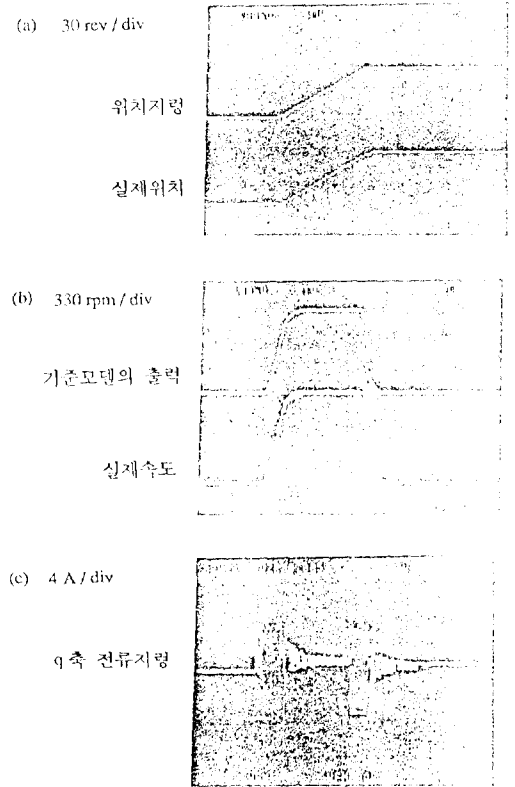 (a) 30 rev / div
위치지령
실제위치
(b) 330 rpm / div
기준모델의 출력
실제속도
(c) 4 A / div
q축 전류지령